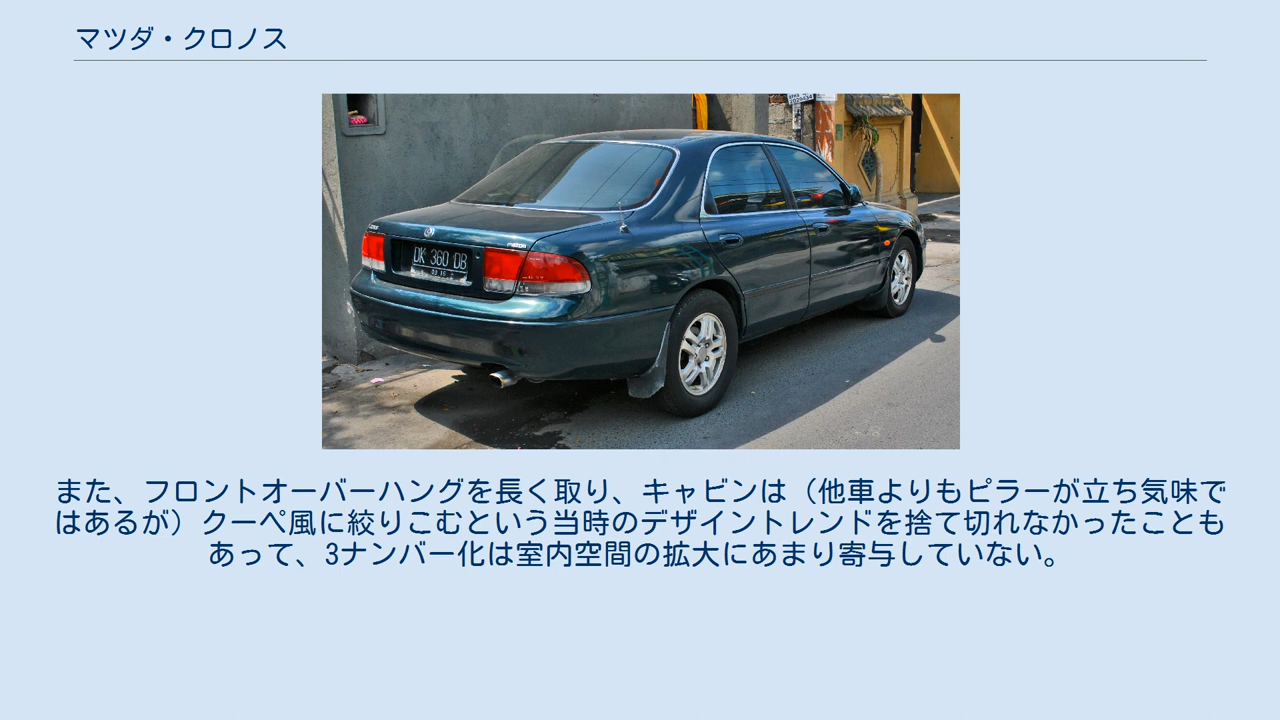 マツダ・クロノス
DK 360 DB
また、フロントオーバーハングを長く取り、キャビンは（他車よりもピラーが立ち気味で
はあるが）クーペ風に絞りこむという当時のデザイントレンドを捨て切れなかったことも
あって、3ナンバー化は室内空間の拡大にあまり寄与していない。